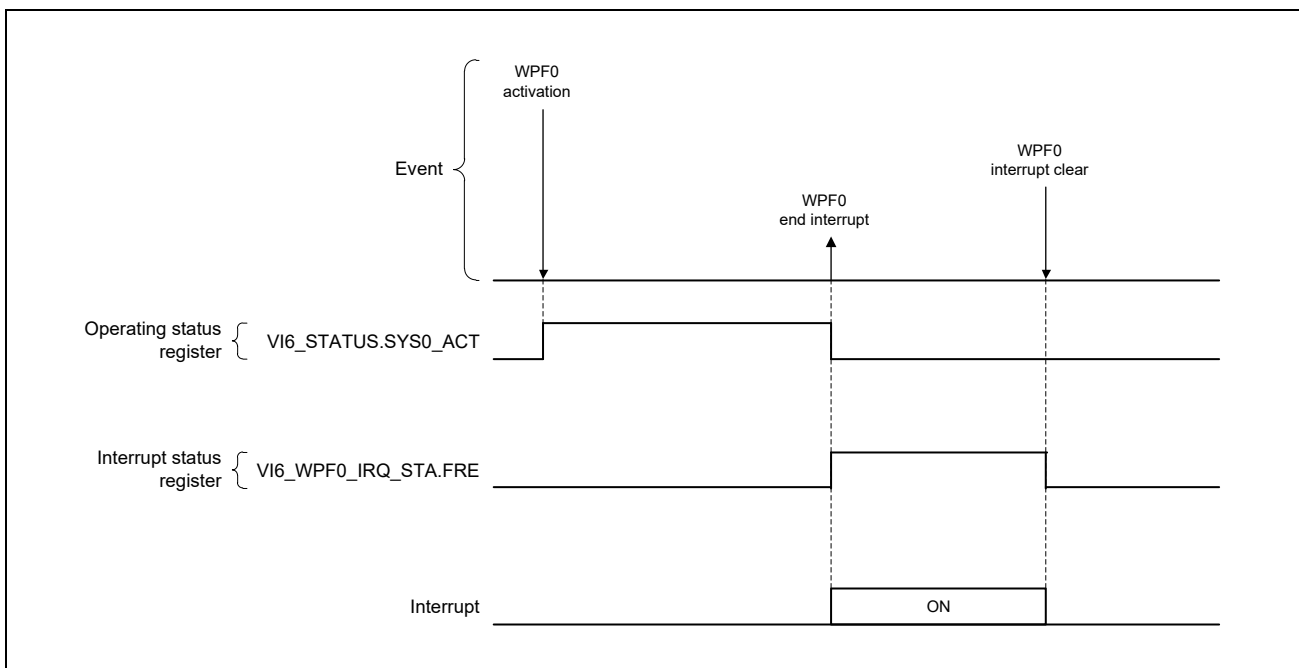 WPF0
activation
Event
WPF0
interrupt clear
WPF0
end interrupt
Operating status
register
VI6_STATUS.SYS0_ACT
Interrupt status
register
VI6_WPF0_IRQ_STA.FRE
Interrupt
ON